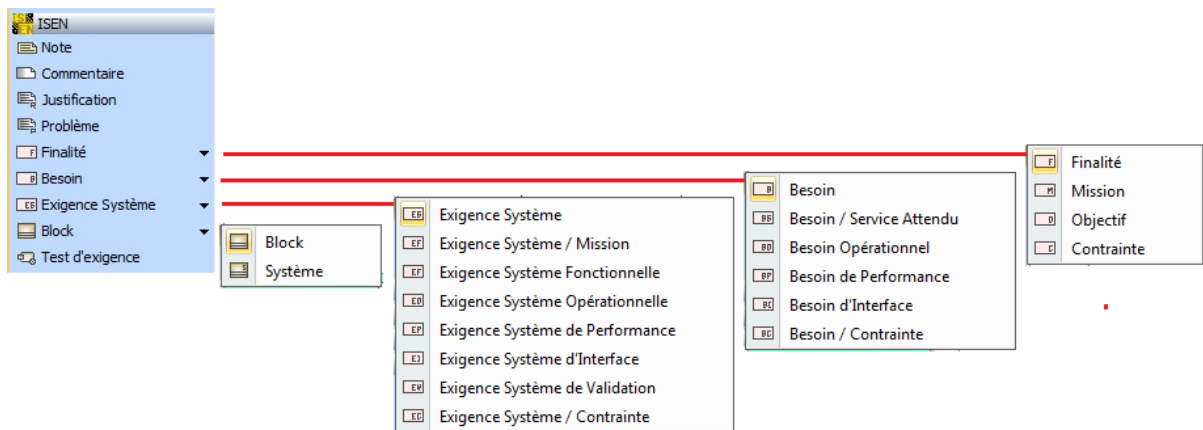 ISEN
Note
Commentaire
Justification
Problème
Finalité
Besoin
Exigence Système
Block
Test d'exigence
Block
Système
Exigence Système
Exigence Système / Mission
Exigence Système Fonctionnelle
Exigence Système Opérationnelle
Exigence Système de Performance
Exigence Système d'Interface
Exigence Système de Validation
Exigence Système / Contrainte
Besoin
Besoin / Service Attendu
Besoin Opérationnel
Besoin de Performance
Besoin d'Interface
Besoin / Contrainte
Finalité
Mission
Objectif
Contrainte